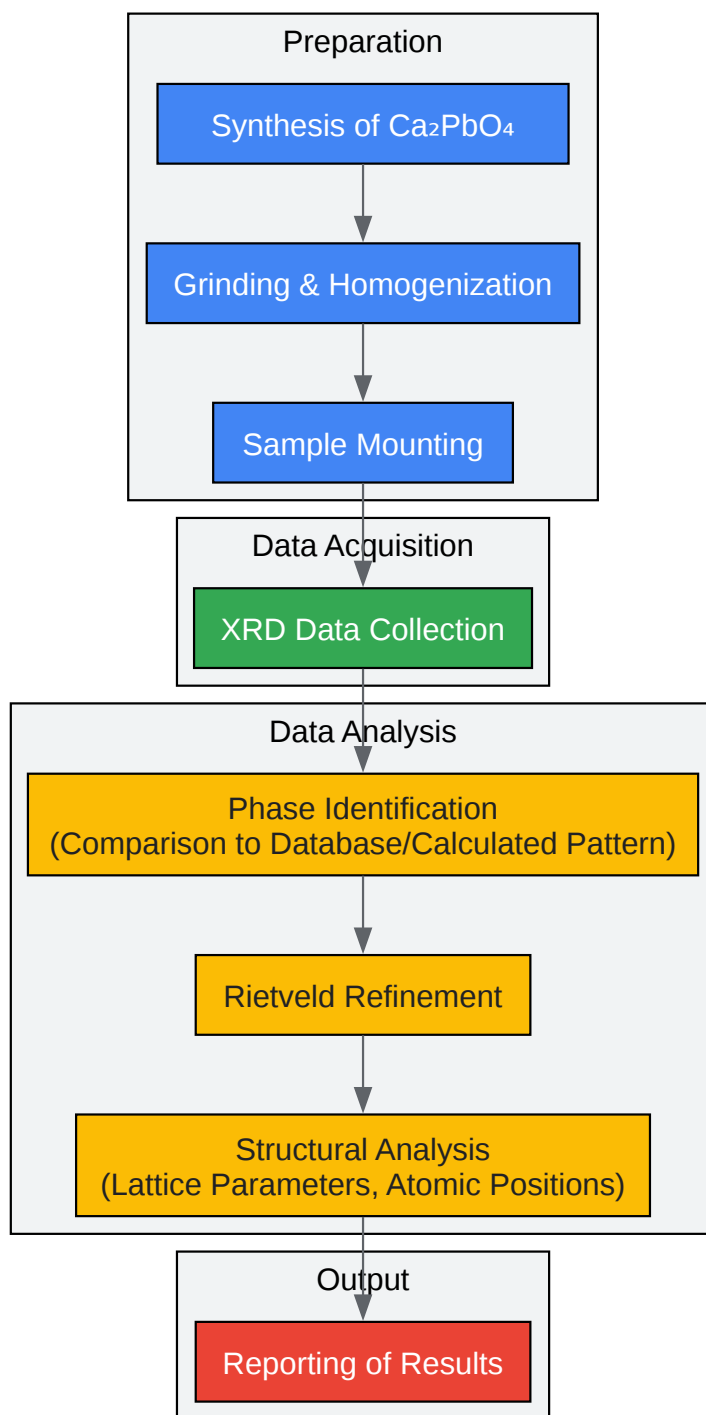 Preparation
Synthesis of Ca₂PbO₄
Grinding & Homogenization
Sample Mounting
Data Acquisition
XRD Data Collection
Data Analysis
Phase Identification
(Comparison to Database/Calculated Pattern)
Rietveld Refinement
Structural Analysis
(Lattice Parameters, Atomic Positions)
Output
Reporting of Results